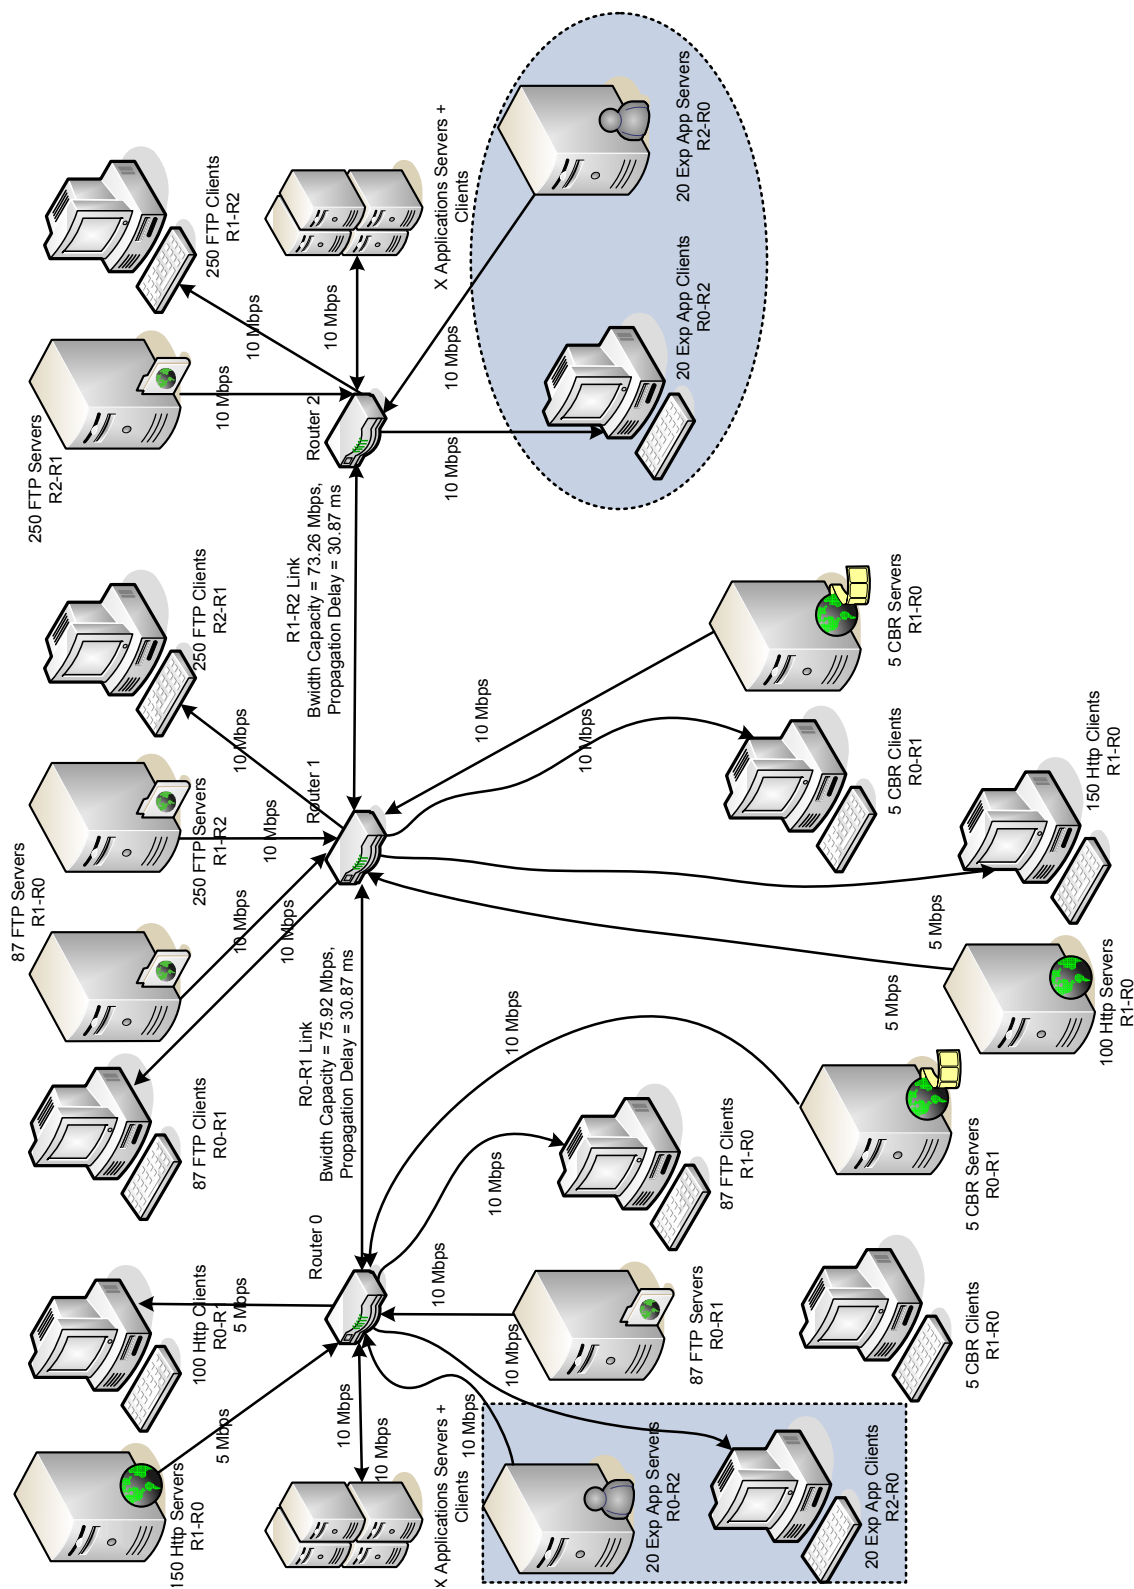 250 FTP Servers
R2-R1
10 Mbps
250 FTP Clients
R1-R2
10 Mbps
X Applications Servers +
Clients
10 Mbps
20 Exp App Servers
R2-R0
10 Mbps
20 Exp App Clients
R0-R2
10 Mbps
Router 2
R1-R2 Link
Bwidth Capacity = 73.26 Mbps,
Propagation Delay = 30.87 ms
250 FTP Clients
R2-R1
10 Mbps
250 FTP Servers
R1-R2
10 Mbps
87 FTP Servers
R1-R0
10 Mbps
87 FTP Clients
R0-R1
10 Mbps
Router 1
5 CBR Servers
R1-R0
10 Mbps
5 CBR Clients
R0-R1
10 Mbps
150 Http Clients
R1-R0
5 Mbps
100 Http Servers
R1-R0
5 Mbps
R0-R1 Link
Bwidth Capacity = 75.92 Mbps,
Propagation Delay = 30.87 ms
Router 0
100 Http Clients
R0-R1
5 Mbps
150 Http Servers
R1-R0
5 Mbps
X Applications Servers +
Clients
10 Mbps
10 Mbps
20 Exp App Servers
R0-R2
10 Mbps
20 Exp App Clients
R2-R0
10 Mbps
87 FTP Servers
R0-R1
10 Mbps
87 FTP Clients
R1-R0
10 Mbps
5 CBR Servers
R0-R1
10 Mbps
5 CBR Clients
R1-R0